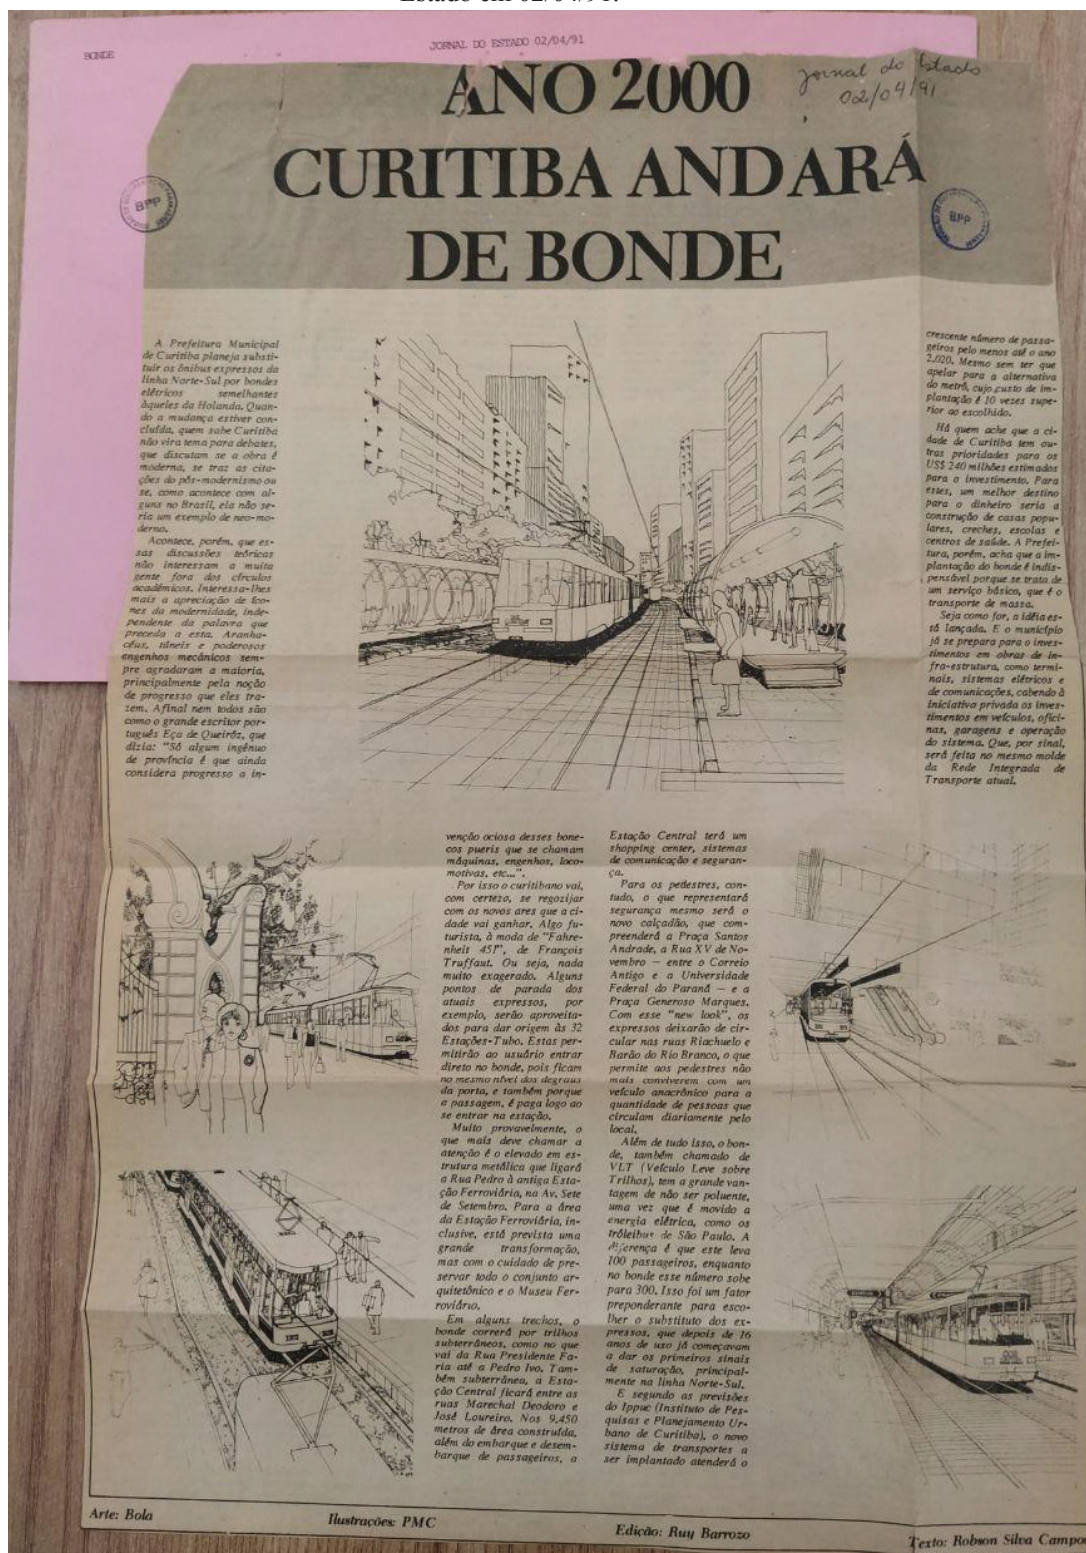 Estado em 02/04/91.
BONDE
JORNAL DO ESTADO 02/04/91
Jornal do Estado
02/04/91
ANO 2000
CURITIBA ANDARÁ
DE BONDE
BPP
BPP
A Prefeitura Municipal
de Curitiba planeja substi-
tuir os ônibus expressos da
linha Norte-Sul por bondes
elétricos semelhantes
àqueles da Holanda. Quan-
do a mudança estiver con-
cluída, quem sabe Curitiba
não vira tema para debates,
que discutam se a obra é
moderna, se traz as cita-
ções do pós-modernismo ou
se, como acontece com al-
guns no Brasil, ela não se-
ria um exemplo de neo-mo-
derno.
Acontece, porém, que es-
sas discussões teóricas
não interessam a muita
gente fora dos círculos
acadêmicos. Interessa-lhes
mais a apreciação de íco-
nes da modernidade, inde-
pendente da palavra que
preceda a esta. Aranha-
céus, túneis e poderosos
engenhos mecânicos sem-
pre agradaram a maioria,
principalmente pela noção
de progresso que eles tra-
zem. Afinal nem todos são
como o grande escritor por-
tuguês Eça de Queiróz, que
dizia: "Só algum ingênuo
de província é que ainda
considera progresso a in-
venção ociosa desses bone-
cos pueris que se chamam
máquinas, engenhos, loco-
motivas, etc...".
Por isso o curitibano vai,
com certeza, se regozijar
com os novos ares que a ci-
dade vai ganhar. Algo fu-
turista, à moda de "Fahre-
nheit 451", de François
Truffaut. Ou seja, nada
muito exagerado. Alguns
pontos de parada dos
atuais expressos, por
exemplo, serão aproveita-
dos para dar origem às 32
Estações-Tubo. Estas per-
mitirão ao usuário entrar
direto no bonde, pois ficam
no mesmo nível dos degraus
da porta, e também porque
a passagem, é paga logo ao
se entrar na estação.
Muito provavelmente, o
que mais deve chamar a
atenção é o elevado em es-
trutura metálica que ligará
a Rua Pedro à antiga Esta-
ção Ferroviária, na Av. Sete
de Setembro. Para a área
da Estação Ferroviária, in-
clusive, está prevista uma
grande transformação,
mas com o cuidado de pre-
servar todo o conjunto ar-
quitetônico e o Museu Fer-
roviário.
Em alguns trechos, o
bonde correrá por trilhos
subterrâneos, como no que
vai da Rua Presidente Fa-
ria até a Pedro Ivo. Tam-
bém subterrânea, a Esta-
ção Central ficará entre as
ruas Marechal Deodoro e
José Loureiro. Nos 9.450
metros de área construída,
além do embarque e desem-
barque de passageiros, a
Estação Central terá um
shopping center, sistemas
de comunicação e seguran-
ça.
Para os pedestres, con-
tudo, o que representará
segurança mesmo será o
novo calçadão, que com-
preenderá a Praça Santos
Andrade, a Rua XV de No-
vembro — entre o Correio
Antigo e a Universidade
Federal do Paraná — e a
Praça Generoso Marques.
Com esse "new look", os
expressos deixarão de cir-
cular nas ruas Riachuelo e
Barão do Rio Branco, o que
permite aos pedestres não
mais conviverem com um
veículo anacrônico para a
quantidade de pessoas que
circulam diariamente pelo
local.
Além de tudo isso, o bon-
de, também chamado de
VLT (Veículo Leve sobre
Trilhos), tem a grande van-
tagem de não ser poluente,
uma vez que é movido a
energia elétrica, como os
trôleibus de São Paulo. A
diferença é que este leva
100 passageiros, enquanto
no bonde esse número sobe
para 300. Isso foi um fator
preponderante para esco-
lher o substituto dos ex-
pressos, que depois de 16
anos de uso já começavam
a dar os primeiros sinais
de saturação, principal-
mente na linha Norte-Sul.
E segundo as previsões
do Ippuc (Instituto de Pes-
quisas e Planejamento Ur-
bano de Curitiba), o novo
sistema de transportes a
ser implantado atenderá o
crescente número de passa-
geiros pelo menos até o ano
2.020. Mesmo sem ter que
apelar para a alternativa
do metrô, cujo custo de im-
plantação é 10 vezes supe-
rior ao escolhido.
Há quem ache que a ci-
dade de Curitiba tem ou-
tras prioridades para os
US$ 240 milhões estimados
para o investimento. Para
estes, um melhor destino
para o dinheiro seria a
construção de casas popu-
lares, creches, escolas e
centros de saúde. A Prefei-
tura, porém, acha que a im-
plantação do bonde é indis-
pensável porque se trata de
um serviço básico, que é o
transporte de massa.
Seja como for, a idéia es-
tá lançada. E o município
já se prepara para o inves-
timentos em obras de in-
fra-estrutura, como termi-
nais, sistemas elétricos e
de comunicações, cabendo à
iniciativa privada os inves-
timentos em veículos, ofici-
nas, garagens e operação
do sistema. Que, por sinal,
será feita no mesmo molde
da Rede Integrada de
Transporte atual.
Arte: Bola
Ilustrações: PMC
Edição: Ruy Barrozo
Texto: Robson Silva Campo